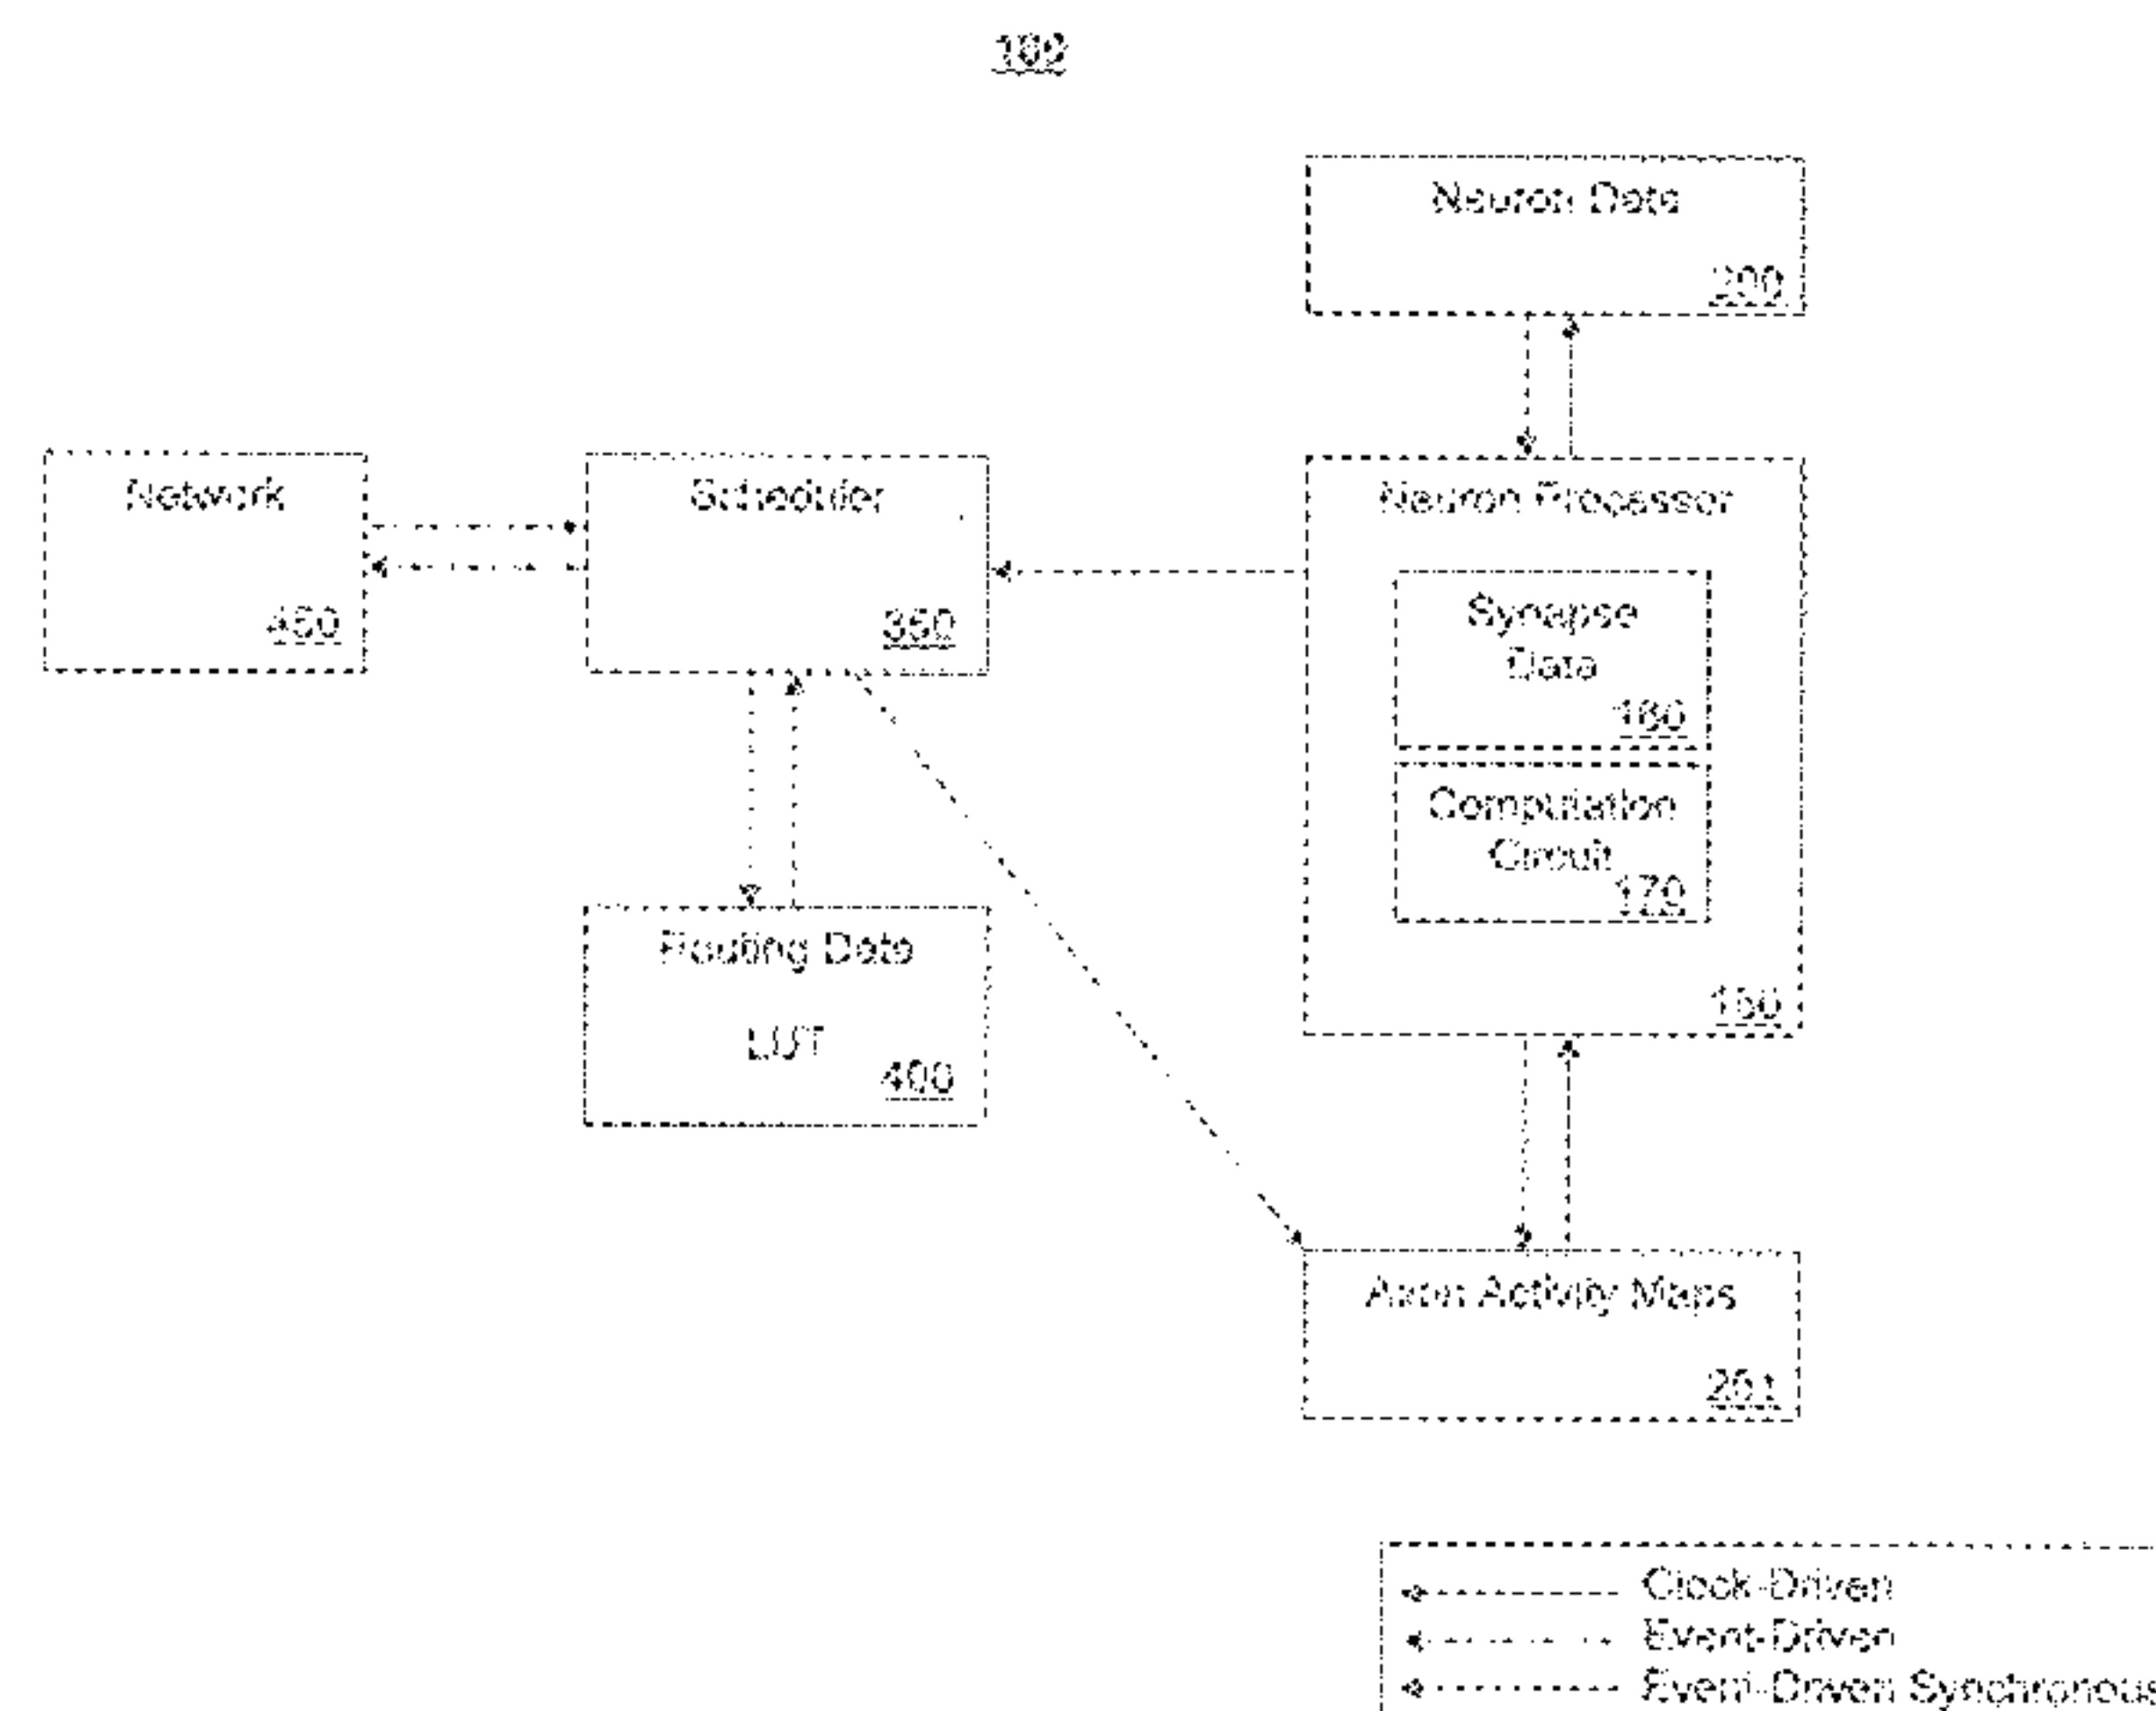 102
Neuron Data
200
Network
450
Scheduler
350
Neuron Processor
Synapse
Data
160
Computation
Circuit
170
150
Routing Data
LUT
400
Axon Activity Maps
251
Clock-Driven
Event-Driven
Event-Driven Synchronous